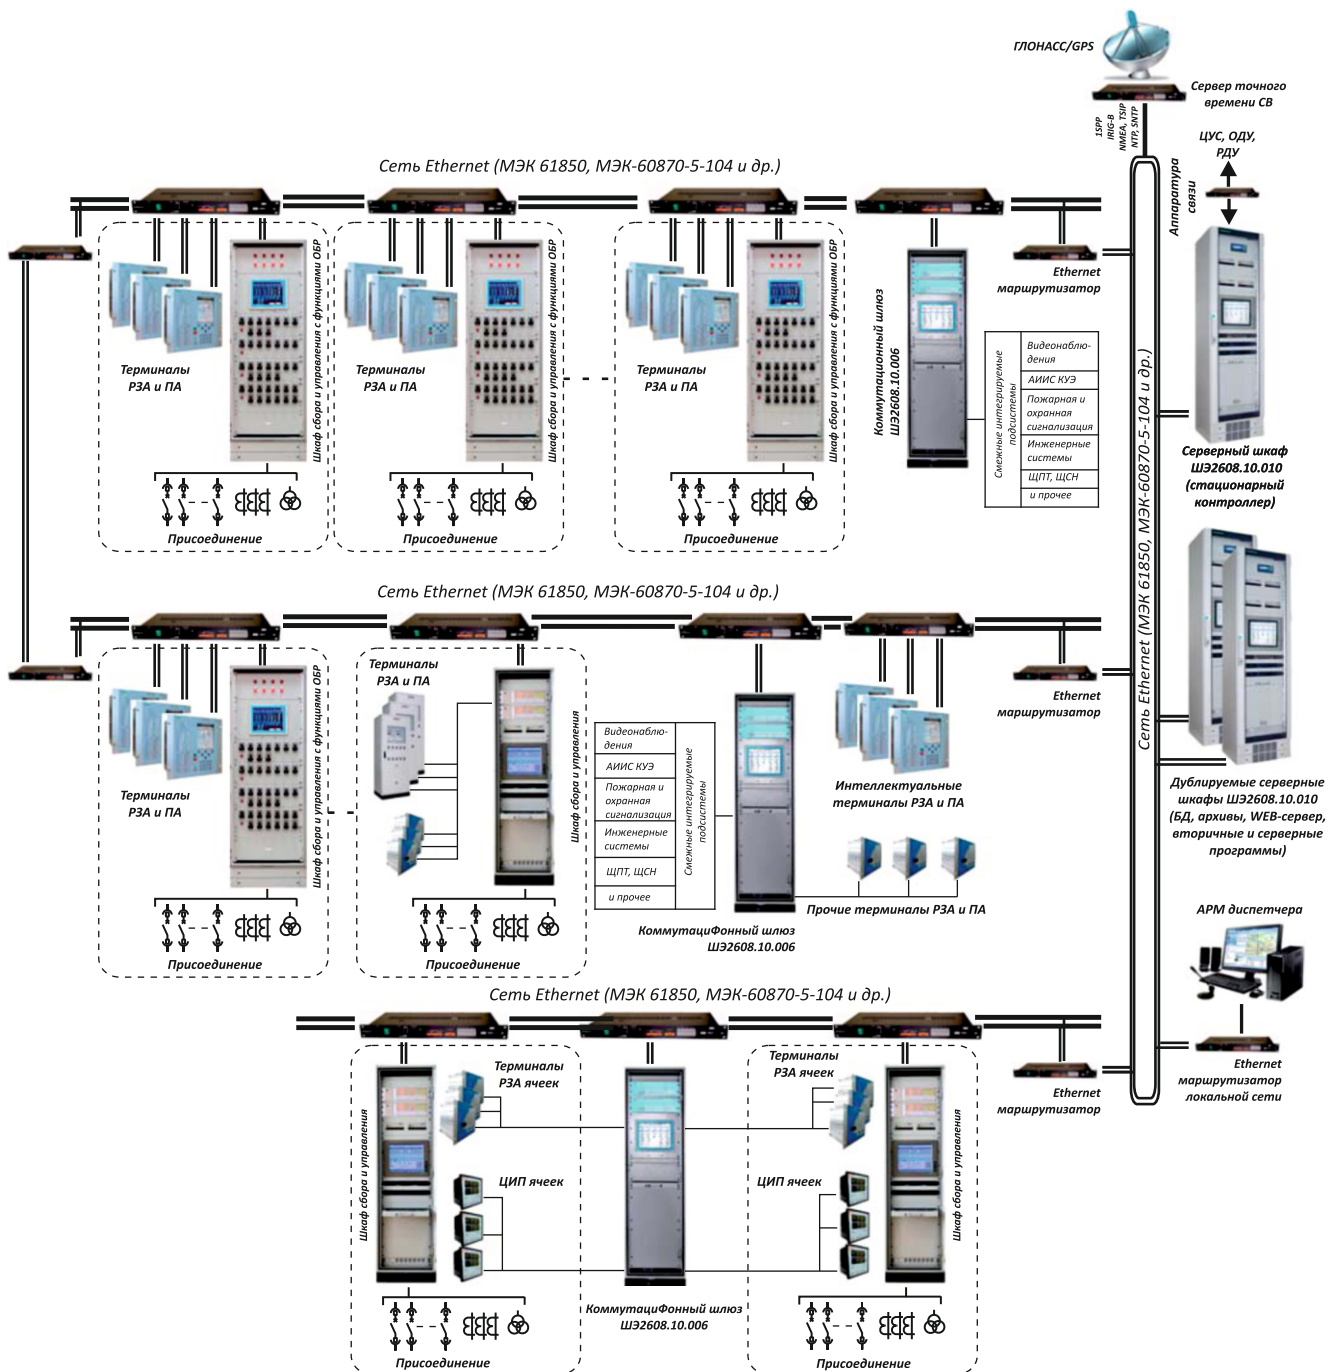 ГЛОНАСС/GPS
Сервер точного
времени СВ
1SPP
IRIG-B
NMEA, TSIP
NTP, SNTP
ЦУС, ОДУ,
РДУ
Аппаратура
связи
Сеть Ethernet (МЭК 61850, МЭК-60870-5-104 и др.)
Терминалы
РЗА и ПА
Шкаф сбора и управления с функциями ОБР
Присоединение
Терминалы
РЗА и ПА
Шкаф сбора и управления с функциями ОБР
Присоединение
Терминалы
РЗА и ПА
Шкаф сбора и управления с функциями ОБР
Присоединение
Коммутационный шлюз
ШЭ2608.10.006
Смежные интегрируемые
подсистемы
Видеонаблю-
дения
АИИС КУЭ
Пожарная и
охранная
сигнализация
Инженерные
системы
ЩПТ, ЩСН
и прочее
Ethernet
маршрутизатор
Сеть Ethernet (МЭК 61850, МЭК-60870-5-104 и др.)
Серверный шкаф
ШЭ2608.10.010
(стационарный
контроллер)
Сеть Ethernet (МЭК 61850, МЭК-60870-5-104 и др.)
Терминалы
РЗА и ПА
Шкаф сбора и управления с функциями ОБР
Присоединение
Терминалы
РЗА и ПА
Шкаф сбора и управления
Присоединение
Видеонаблю-
дения
АИИС КУЭ
Пожарная и
охранная
сигнализация
Инженерные
системы
ЩПТ, ЩСН
и прочее
Смежные интегрируемые
подсистемы
КоммутациФонный шлюз
ШЭ2608.10.006
Интеллектуальные
терминалы РЗА и ПА
Прочие терминалы РЗА и ПА
Ethernet
маршрутизатор
Дублируемые серверные
шкафы ШЭ2608.10.010
(БД, архивы, WEB-сервер,
вторичные и серверные
программы)
АРМ диспетчера
Ethernet
маршрутизатор
локальной сети
Сеть Ethernet (МЭК 61850, МЭК-60870-5-104 и др.)
Шкаф сбора и управления
Терминалы
РЗА ячеек
ЦИП ячеек
Присоединение
КоммутациФонный шлюз
ШЭ2608.10.006
Терминалы
РЗА ячеек
ЦИП ячеек
Шкаф сбора и управления
Присоединение
Ethernet
маршрутизатор